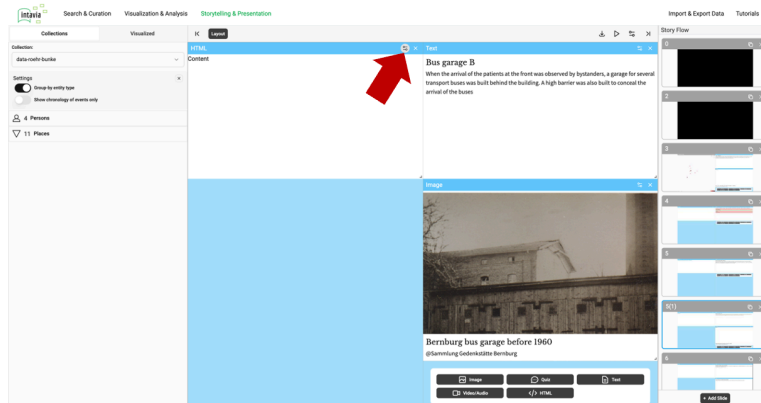 intavia
Search & Curation
Visualization & Analysis
Storytelling & Presentation
Import & Export Data
Tutorials
Collections
Visualized
Collection:
data-roehr-bunke
Settings
Group by entity type
Show chronology of events only
4 Persons
11 Places
Layout
HTML
Content
Text
Bus garage B
When the arrival of the patients at the front was observed by bystanders, a garage for several
transport buses was built behind the building. A high barrier was also built to conceal the
arrival of the buses
Image
Bernburg bus garage before 1960
@Sammlung Gedenkstätte Bernburg
Image
Quiz
Text
Video/Audio
</> HTML
Story Flow
0
2
3
4
5
5(1)
6
+ Add Slide